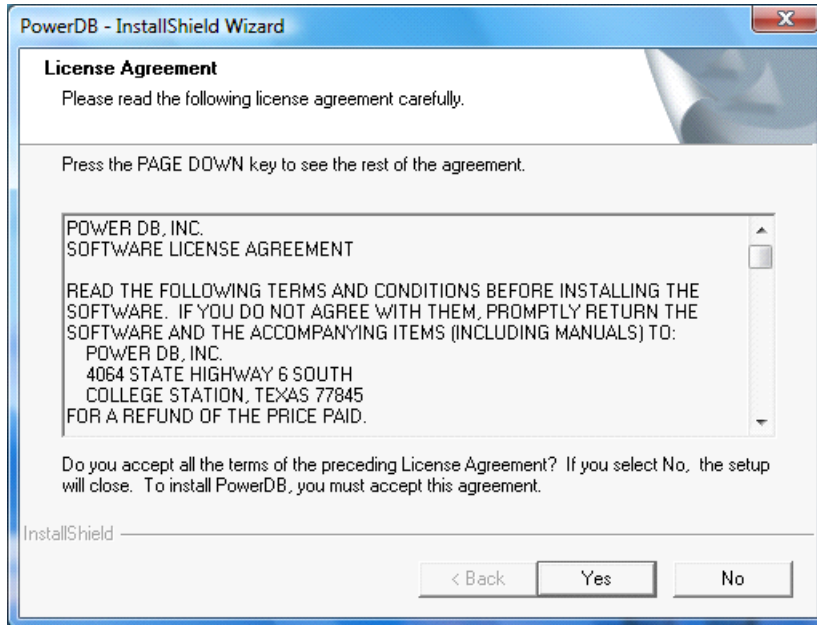 PowerDB - InstallShield Wizard
License Agreement
Please read the following license agreement carefully.
Press the PAGE DOWN key to see the rest of the agreement.
POWER DB, INC.
SOFTWARE LICENSE AGREEMENT
READ THE FOLLOWING TERMS AND CONDITIONS BEFORE INSTALLING THE
SOFTWARE.  IF YOU DO NOT AGREE WITH THEM, PROMPTLY RETURN THE
SOFTWARE AND THE ACCOMPANYING ITEMS (INCLUDING MANUALS) TO:
POWER DB, INC.
4064 STATE HIGHWAY 6 SOUTH
COLLEGE STATION, TEXAS 77845
FOR A REFUND OF THE PRICE PAID.
Do you accept all the terms of the preceding License Agreement?  If you select No,  the setup
will close.  To install PowerDB, you must accept this agreement.
InstallShield
< Back
Yes
No